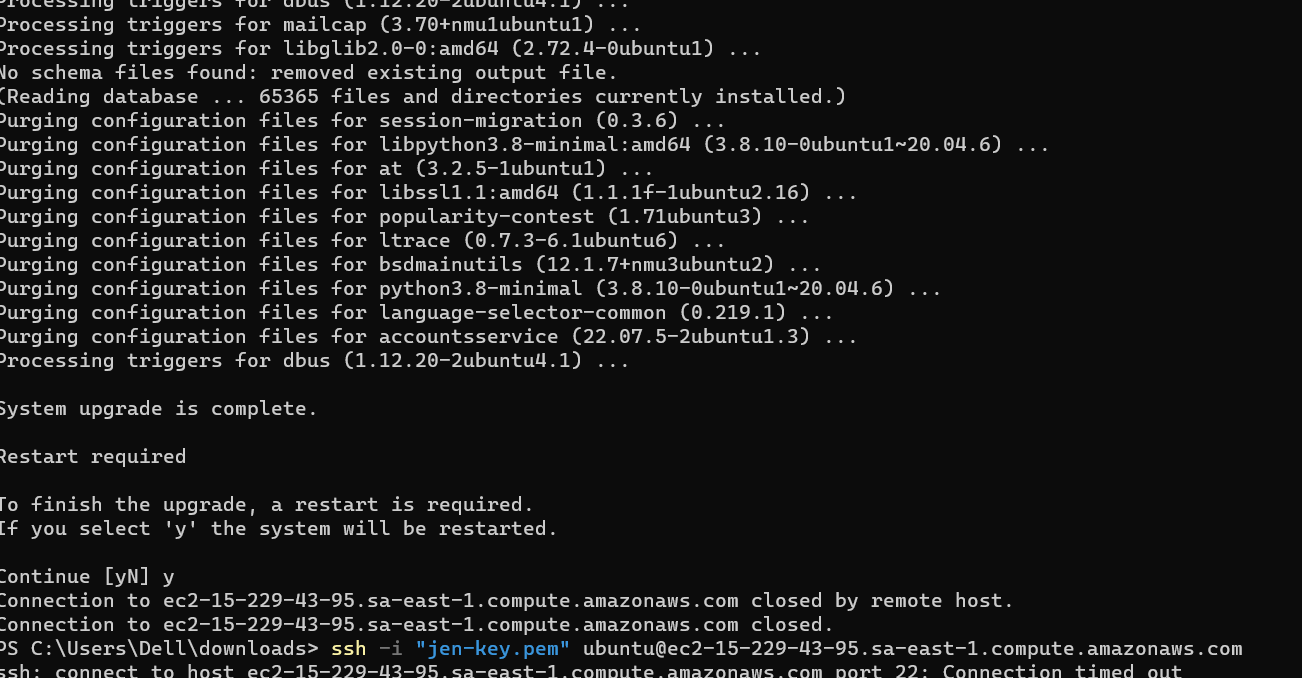 Processing triggers for dbus (1.12.20-2ubuntu4.1) ...
Processing triggers for mailcap (3.70+nmu1ubuntu1) ...
Processing triggers for libglib2.0-0:amd64 (2.72.4-0ubuntu1) ...
No schema files found: removed existing output file.
(Reading database ... 65365 files and directories currently installed.)
Purging configuration files for session-migration (0.3.6) ...
Purging configuration files for libpython3.8-minimal:amd64 (3.8.10-0ubuntu1~20.04.6) ...
Purging configuration files for at (3.2.5-1ubuntu1) ...
Purging configuration files for libssl1.1:amd64 (1.1.1f-1ubuntu2.16) ...
Purging configuration files for popularity-contest (1.71ubuntu3) ...
Purging configuration files for ltrace (0.7.3-6.1ubuntu6) ...
Purging configuration files for bsdmainutils (12.1.7+nmu3ubuntu2) ...
Purging configuration files for python3.8-minimal (3.8.10-0ubuntu1~20.04.6) ...
Purging configuration files for language-selector-common (0.219.1) ...
Purging configuration files for accountsservice (22.07.5-2ubuntu1.3) ...
Processing triggers for dbus (1.12.20-2ubuntu4.1) ...
System upgrade is complete.
Restart required
To finish the upgrade, a restart is required.
If you select 'y' the system will be restarted.
Continue [yN] y
Connection to ec2-15-229-43-95.sa-east-1.compute.amazonaws.com closed by remote host.
Connection to ec2-15-229-43-95.sa-east-1.compute.amazonaws.com closed.
PS C:\Users\Dell\downloads> ssh -i "jen-key.pem" ubuntu@ec2-15-229-43-95.sa-east-1.compute.amazonaws.com
ssh: connect to host ec2-15-229-43-95.sa-east-1.compute.amazonaws.com port 22: Connection timed out